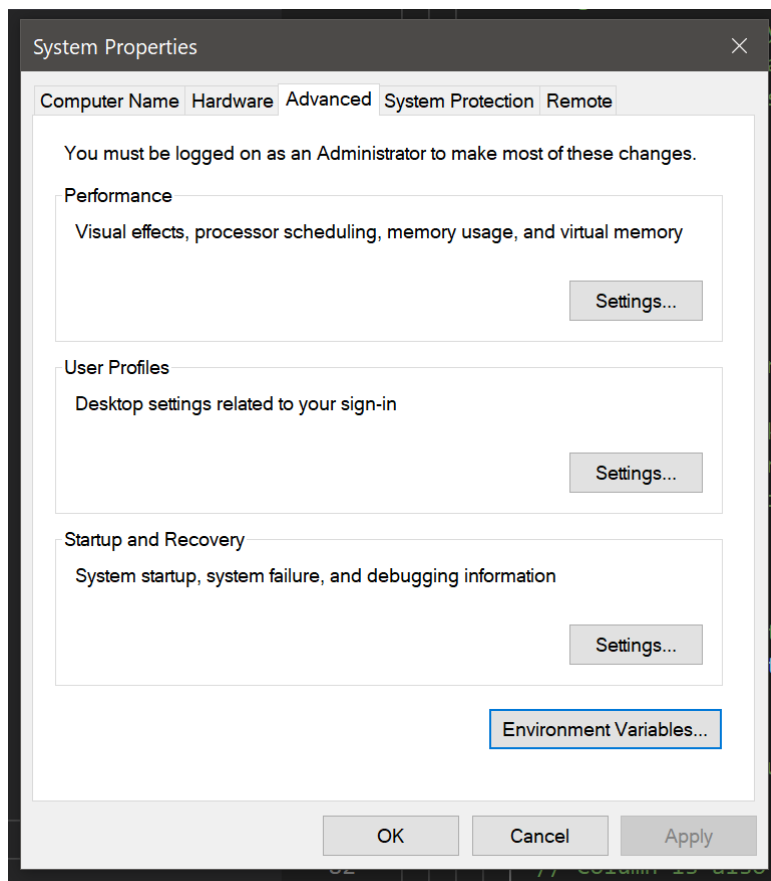 System Properties
Computer Name Hardware Advanced System Protection Remote
You must be logged on as an Administrator to make most of these changes.
Performance
Visual effects, processor scheduling, memory usage, and virtual memory
Settings...
User Profiles
Desktop settings related to your sign-in
Settings...
Startup and Recovery
System startup, system failure, and debugging information
Settings...
Environment Variables...
OK Cancel Apply